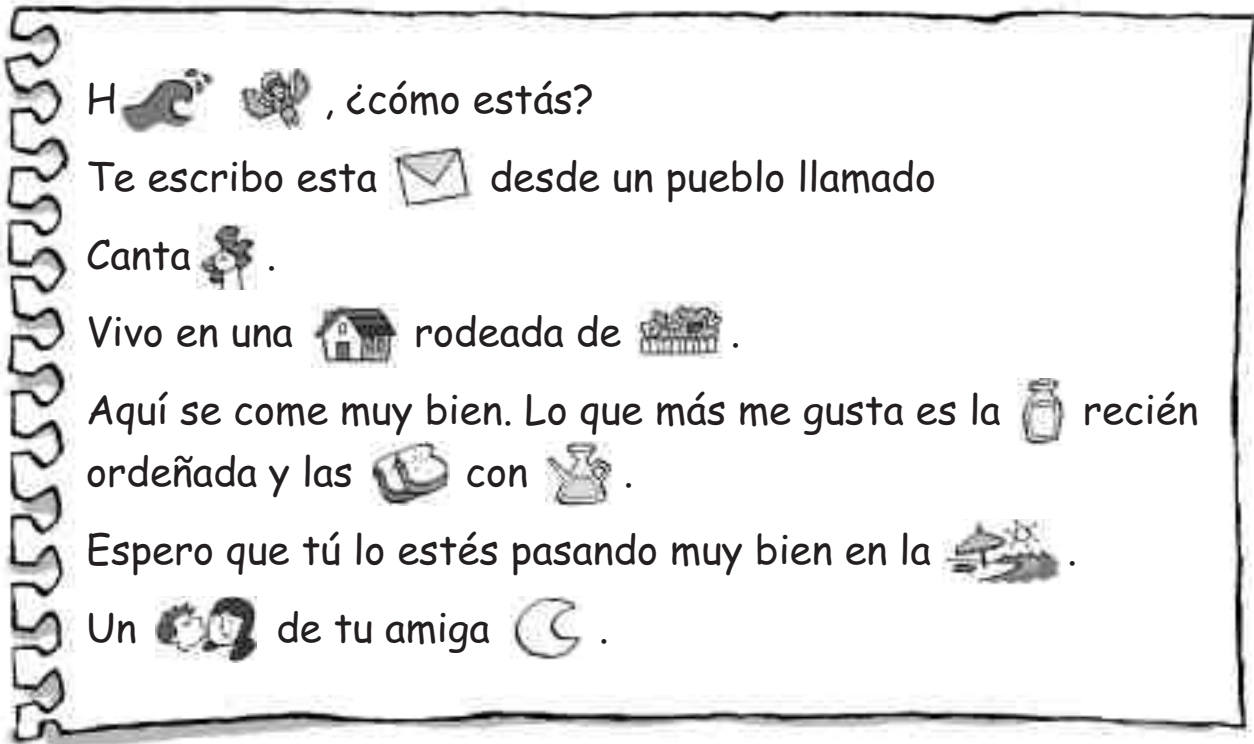 H , ¿cómo estás?
Te escribo esta desde un pueblo llamado
Canta .
Vivo en una rodeada de .
Aquí se come muy bien. Lo que más me gusta es la recién
ordeñada y las con .
Espero que tú lo estés pasando muy bien en la .
Un de tu amiga .